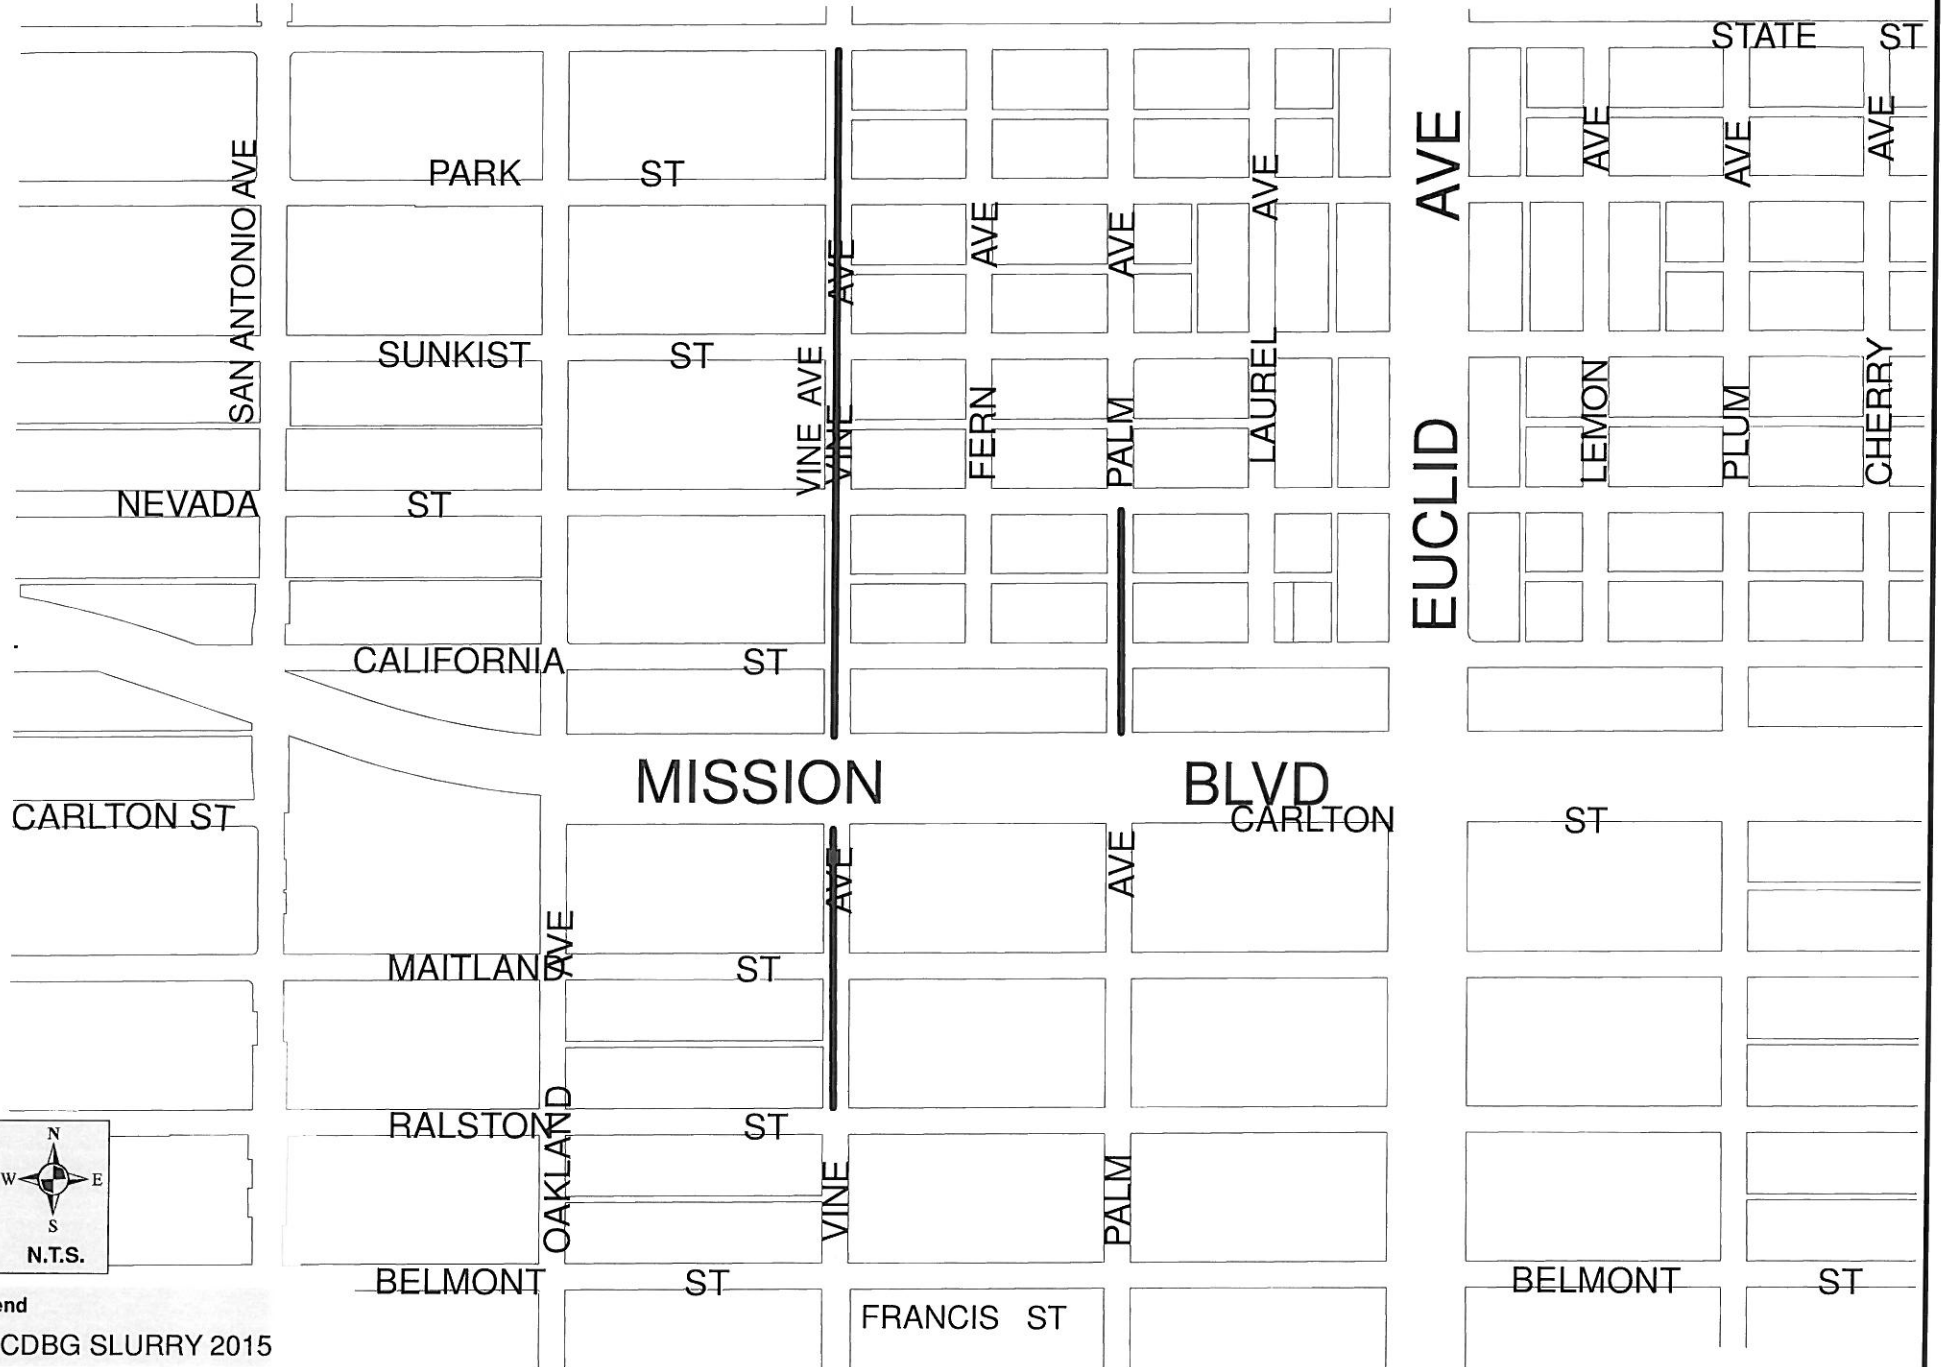 STATE ST
PARK ST
SAN ANTONIO AVE
AVE
AVE
AVE
AVE
AVE
AVE
AVE
AVE
SUNKIST ST
VINE AVE
VINE
FERN
PALM
LAUREL
EUCLID
LEMON
PLUM
CHERRY
NEVADA ST
CALIFORNIA ST
MISSION BLVD
CARLTON ST
CARLTON ST
AVE
AVE
AVE
MAITLAND ST
RALSTON ST
OAKLAND
VINE
PALM
N
W E
S
N.T.S.
BELMONT ST
BELMONT ST
FRANCIS ST
end
CDBG SLURRY 2015